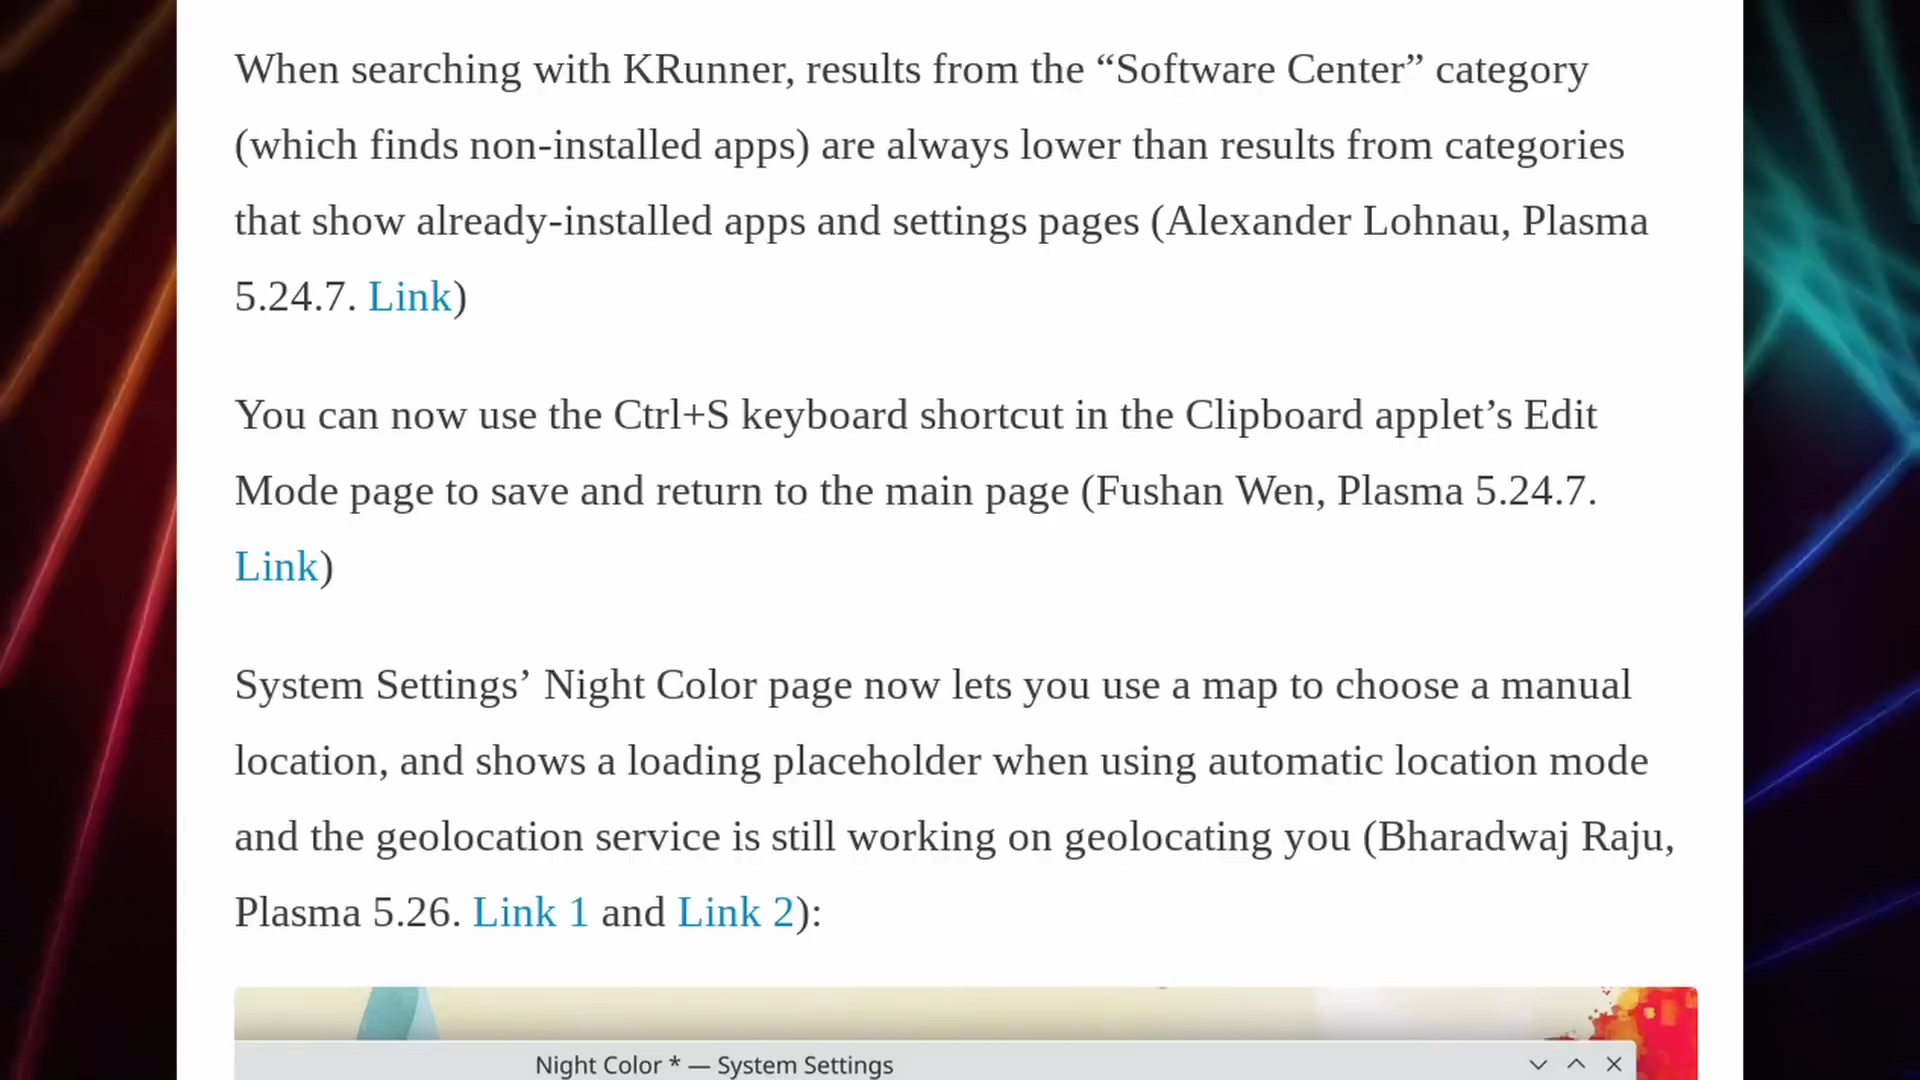 When searching with KRunner, results from the “Software Center” category
(which finds non-installed apps) are always lower than results from categories
that show already-installed apps and settings pages (Alexander Lohnau, Plasma
5.24.7. Link)
You can now use the Ctrl+S keyboard shortcut in the Clipboard applet’s Edit
Mode page to save and return to the main page (Fushan Wen, Plasma 5.24.7.
Link)
System Settings’ Night Color page now lets you use a map to choose a manual
location, and shows a loading placeholder when using automatic location mode
and the geolocation service is still working on geolocating you (Bharadwaj Raju,
Plasma 5.26. Link 1 and Link 2):
Night Color * — System Settings